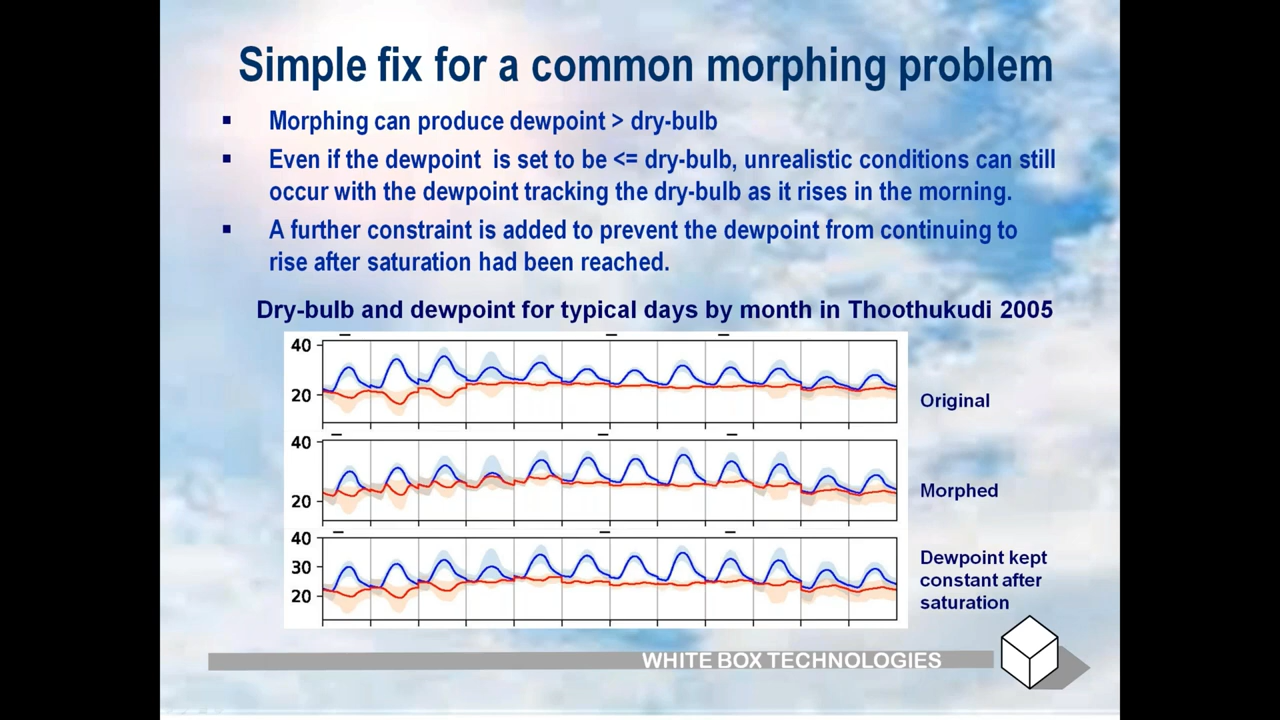 Simple fix for a common morphing problem
▪ Morphing can produce dewpoint > dry-bulb
▪ Even if the dewpoint is set to be <= dry-bulb, unrealistic conditions can still
occur with the dewpoint tracking the dry-bulb as it rises in the morning.
▪ A further constraint is added to prevent the dewpoint from continuing to
rise after saturation had been reached.
Dry-bulb and dewpoint for typical days by month in Thoothukudi 2005
40
20
Original
40
20
Morphed
40
30
20
Dewpoint kept
constant after
saturation
WHITE BOX TECHNOLOGIES